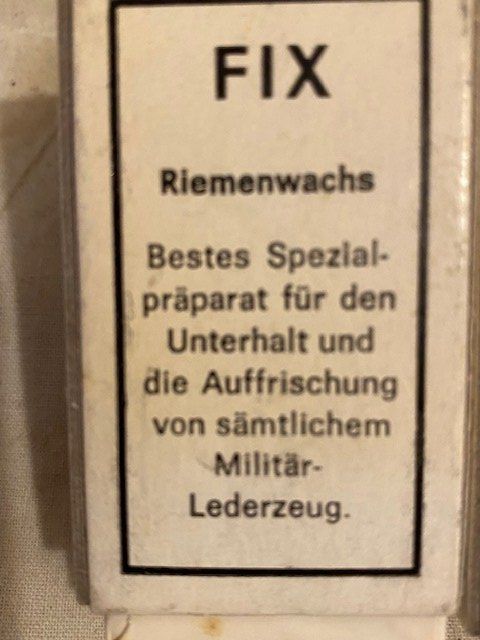 FIX
Riemenwachs
Bestes Spezial-
präparat für den
Unterhalt und
die Auffrischung
von sämtlichem
Militär-
Lederzeug.